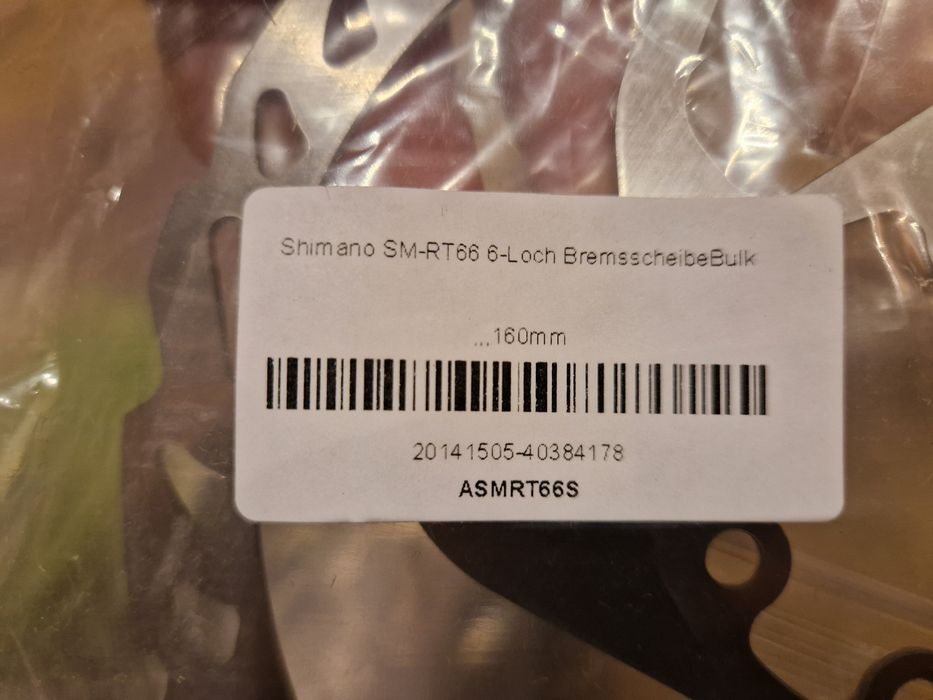 Shimano SM-RT66 6-Loch BremsscheibeBulk
...160mm
20141505-40384178
ASMRT66S